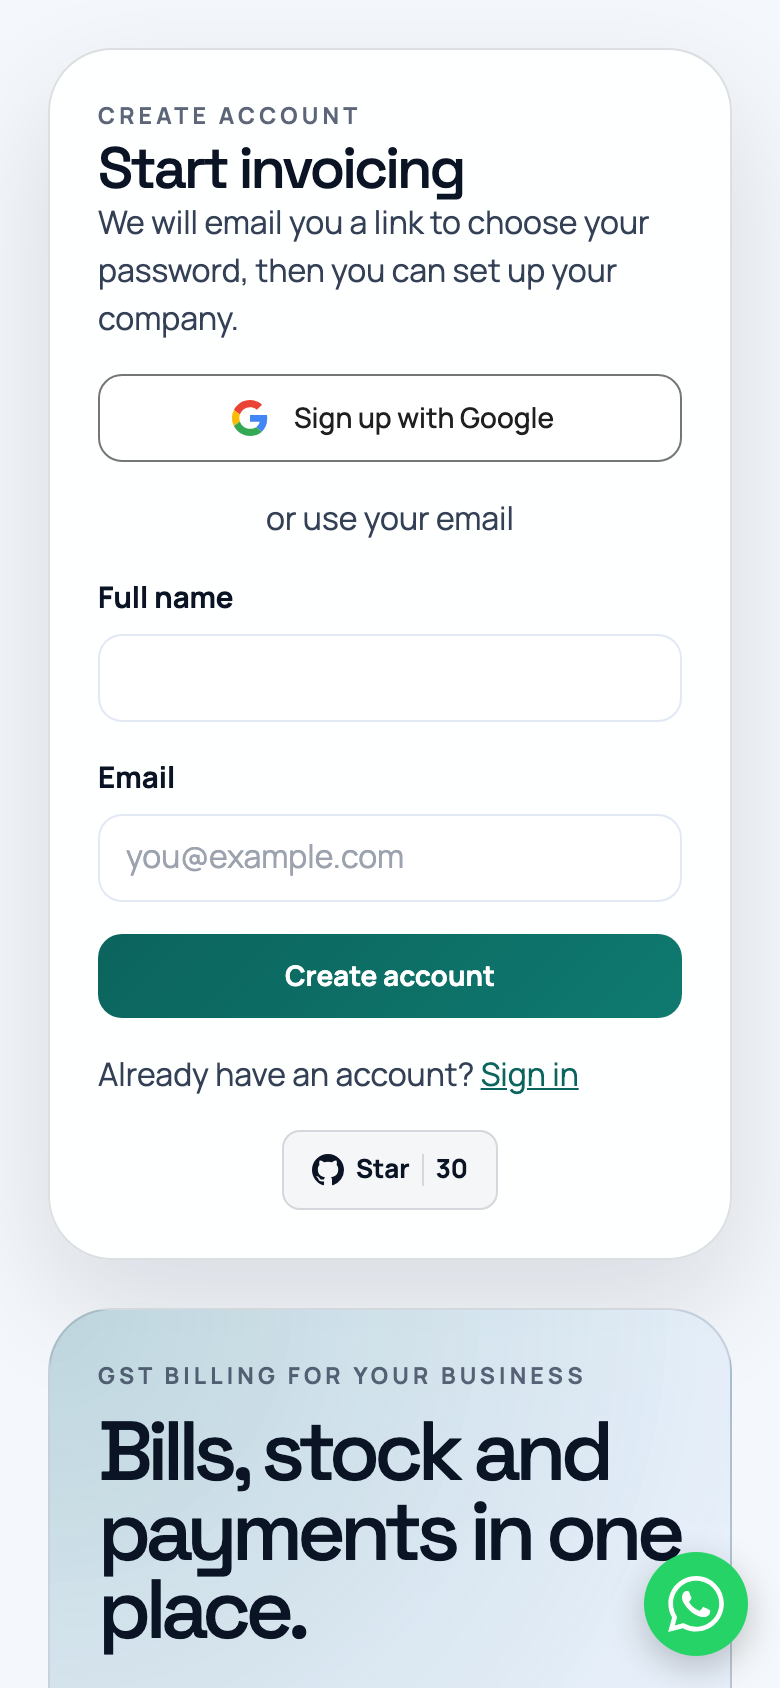 CREATE ACCOUNT
Start invoicing
We will email you a link to choose your
password, then you can set up your
company.
Sign up with Google
or use your email
Full name
Email
you@example.com
Create account
Already have an account? Sign in
Star 30
GST BILLING FOR YOUR BUSINESS
Bills, stock and
payments in one
place.